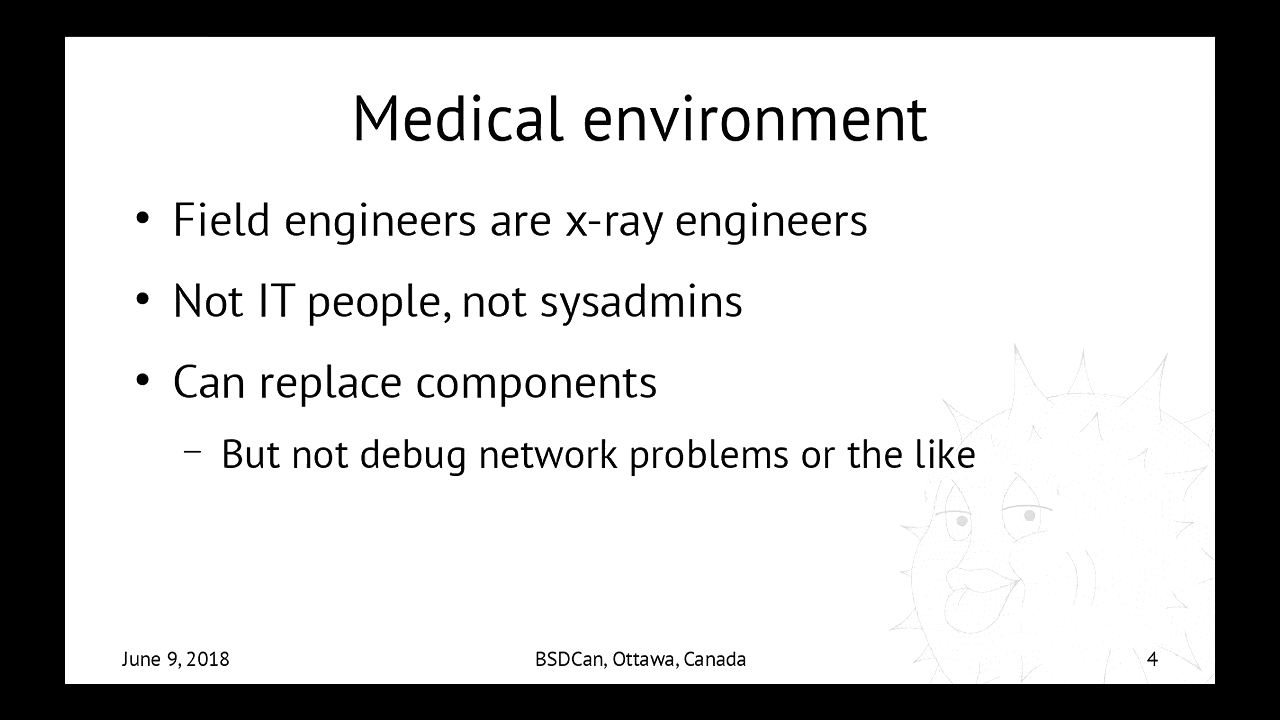 Medical environment
• Field engineers are x-ray engineers
• Not IT people, not sysadmins
• Can replace components
– But not debug network problems or the like
June 9, 2018
BSDCan, Ottawa, Canada
4